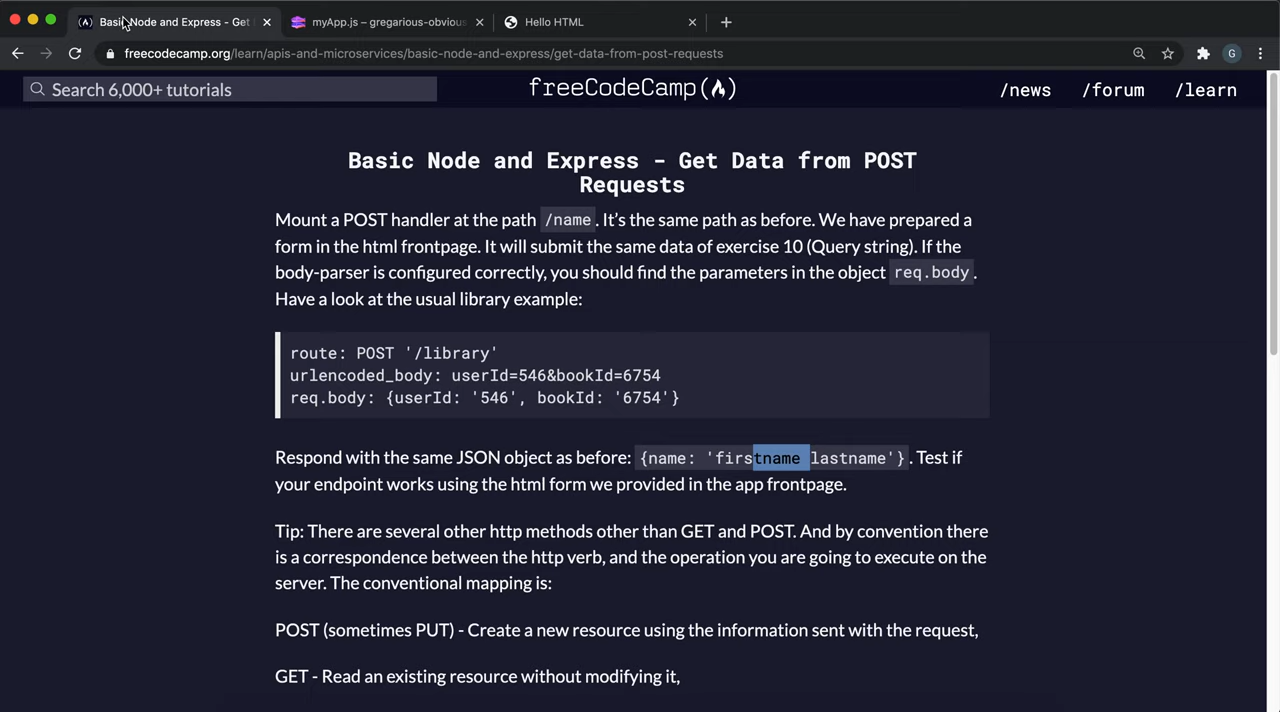 Basic Node and Express - Get
myApp.js – gregarious-obvious
Hello HTML
freecodecamp.org/learn/apis-and-microservices/basic-node-and-express/get-data-from-post-requests
G
Search 6,000+ tutorials
freeCodeCamp
/news
/forum
/learn
Basic Node and Express - Get Data from POST
Requests
Mount a POST handler at the path /name. It’s the same path as before. We have prepared a
form in the html frontpage. It will submit the same data of exercise 10 (Query string). If the
body-parser is configured correctly, you should find the parameters in the object req.body.
Have a look at the usual library example:
route: POST '/library'
urlencoded_body: userId=546&bookId=6754
req.body: {userId: '546', bookId: '6754'}
Respond with the same JSON object as before: {name: 'firstname lastname'}. Test if
your endpoint works using the html form we provided in the app frontpage.
Tip: There are several other http methods other than GET and POST. And by convention there
is a correspondence between the http verb, and the operation you are going to execute on the
server. The conventional mapping is:
POST (sometimes PUT) - Create a new resource using the information sent with the request,
GET - Read an existing resource without modifying it,